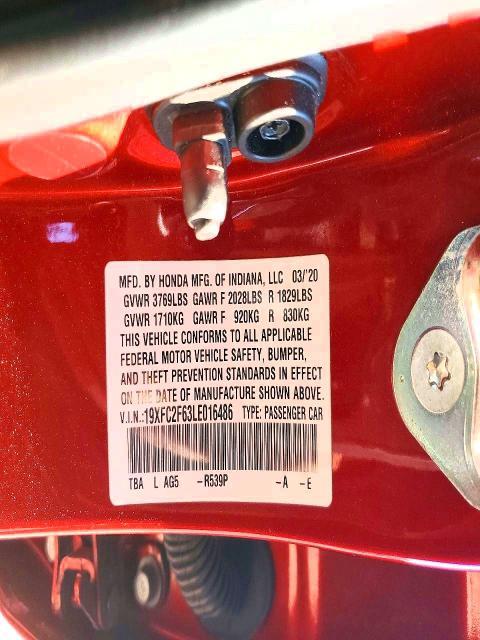 MFD. BY HONDA MFG. OF INDIANA, LLC 03/'20
GVWR 3769LBS GAWR F 2028LBS R 1829LBS
GVWR 1710KG GAWR F 920KG R 830KG
THIS VEHICLE CONFORMS TO ALL APPLICABLE
FEDERAL MOTOR VEHICLE SAFETY, BUMPER,
AND THEFT PREVENTION STANDARDS IN EFFECT
ON THE DATE OF MANUFACTURE SHOWN ABOVE.
V.I.N.:19XFC2F63LE016486 TYPE: PASSENGER CAR
TBA L AG5 -R539P -A -E